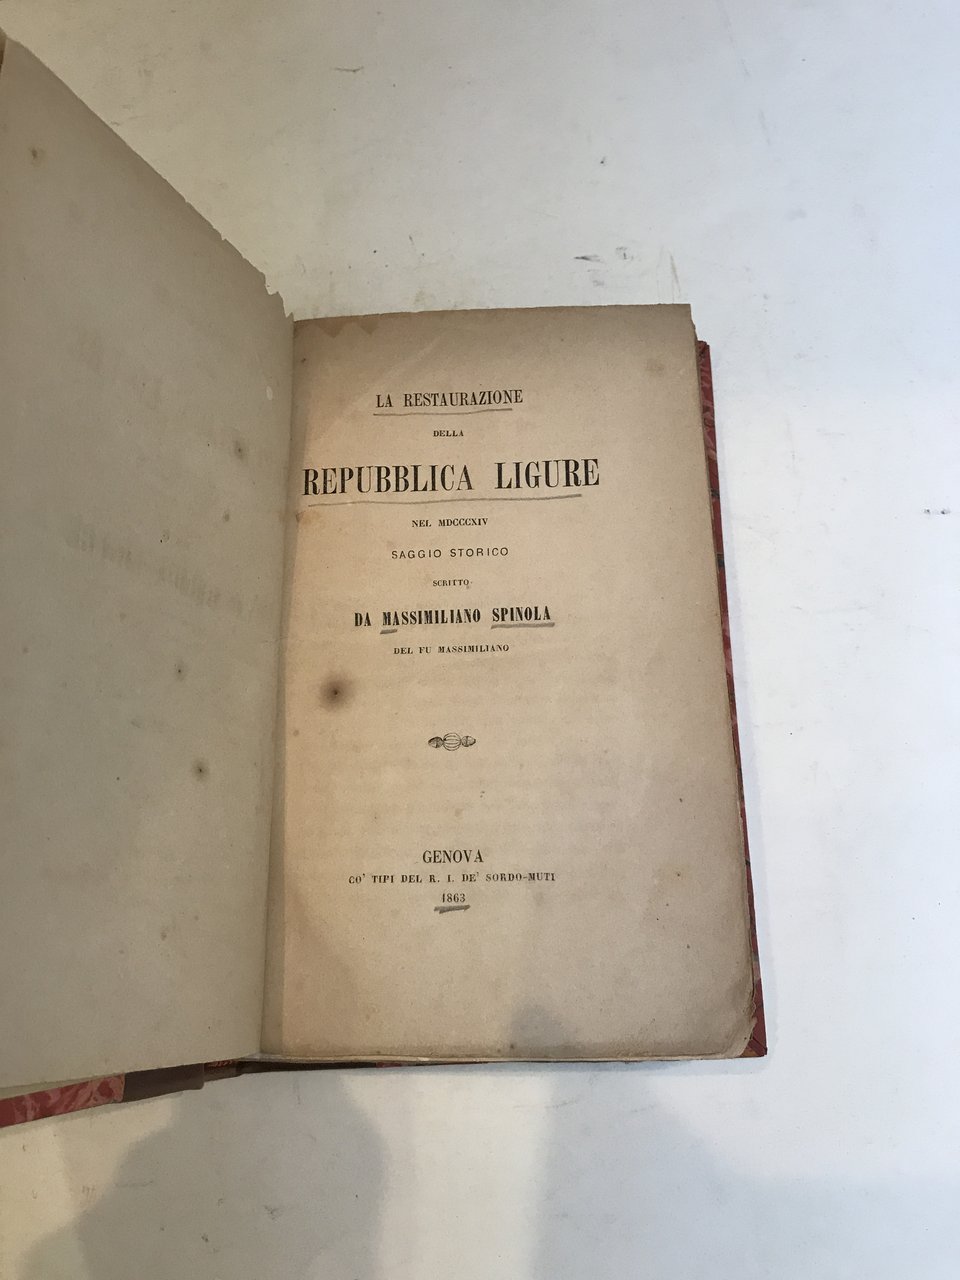 LA RESTAURAZIONE
DELLA
REPUBBLICA LIGURE
NEL MDCCCXIV
SAGGIO STORICO
SCRITTO
DA MASSIMILIANO SPINOLA
DEL FU MASSIMILIANO
GENOVA
CO' TIPI DEL R. I. DE' SORDO-MUTI
1863